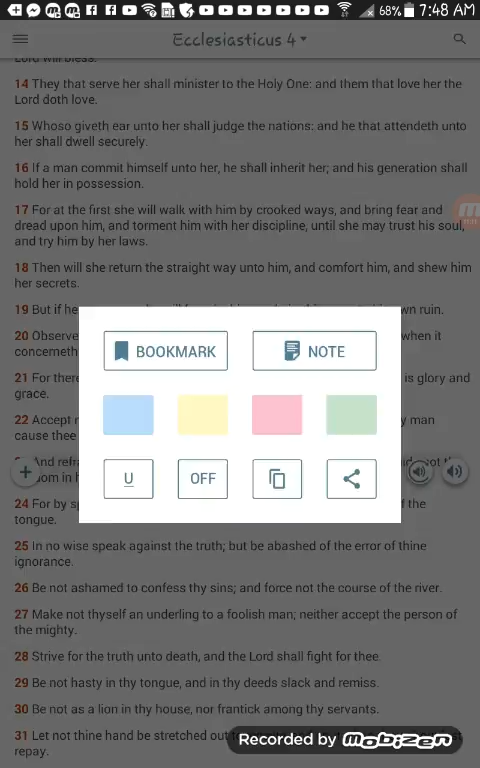 68% 7:48 AM
Ecclesiasticus 4
Lord will bless.
14 They that serve her shall minister to the Holy One: and them that love her the
Lord doth love.
15 Whoso giveth ear unto her shall judge the nations: and he that attendeth unto
her shall dwell securely.
16 If a man commit himself unto her, he shall inherit her; and his generation shall
hold her in possession.
17 For at the first she will walk with him by crooked ways, and bring fear and
dread upon him, and torment him with her discipline, until she may trust his soul,
and try him by her laws.
18 Then will she return the straight way unto him, and comfort him, and shew him
her secrets.
19 But if he own ruin.
20 Observe when it
concerneth
21 For there is glory and
grace.
22 Accept man
cause thee
And
in
BOOKMARK
NOTE
U
OFF
24 For by of the
tongue.
25 In no wise speak against the truth; but be abashed of the error of thine
ignorance.
26 Be not ashamed to confess thy sins; and force not the course of the river.
27 Make not thyself an underling to a foolish man; neither accept the person of
the mighty.
28 Strive for the truth unto death, and the Lord shall fight for thee.
29 Be not hasty in thy tongue, and in thy deeds slack and remiss.
30 Be not as a lion in thy house, nor frantick among thy servants.
31 Let not thine hand be stretched out
repay.
Recorded by mobizen